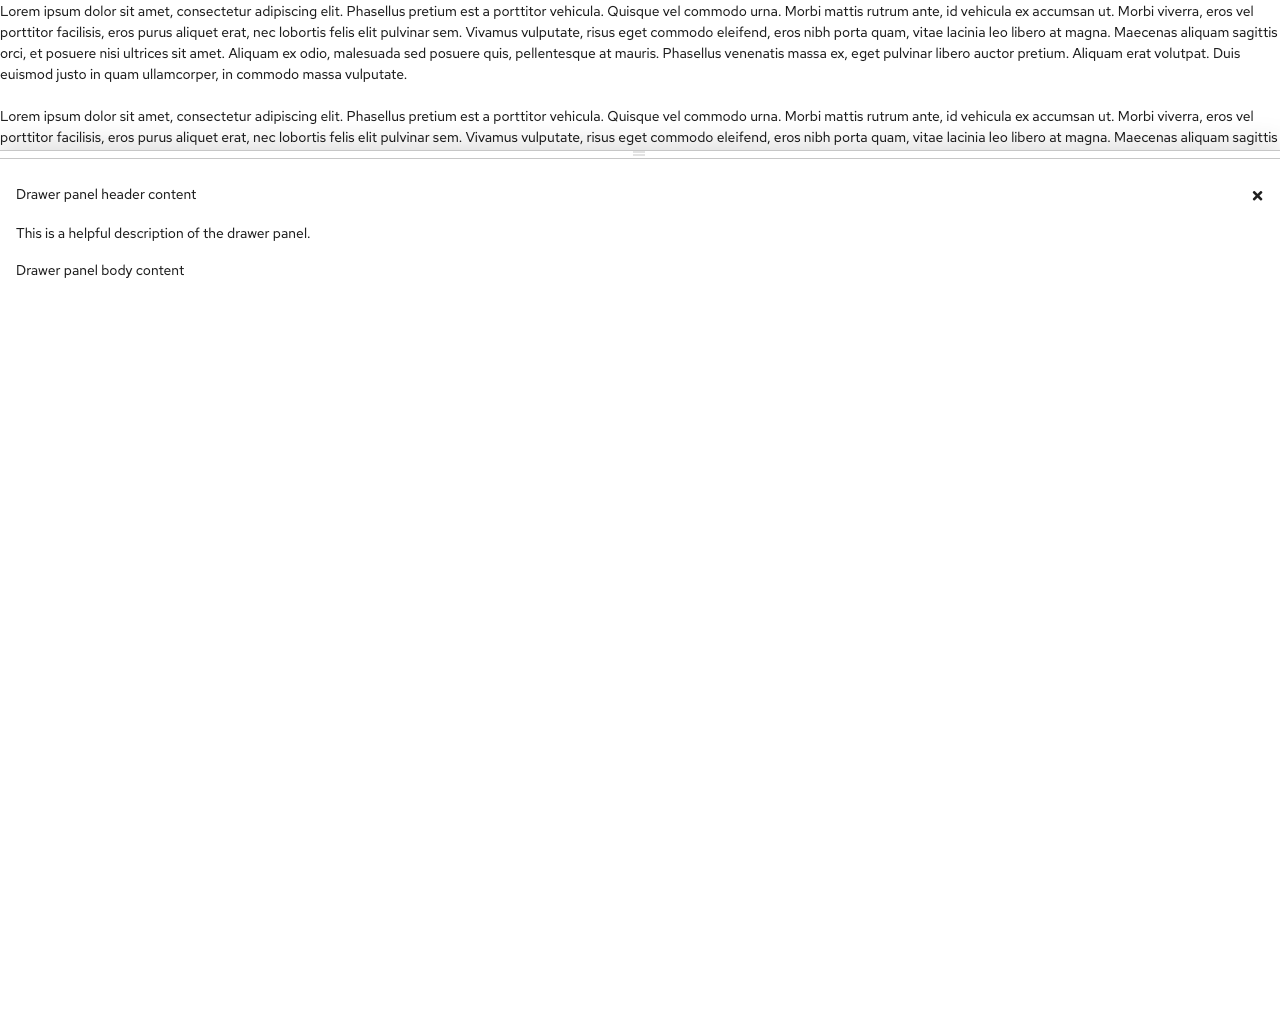 Lorem ipsum dolor sit amet, consectetur adipiscing elit. Phasellus pretium est a porttitor vehicula. Quisque vel commodo urna. Morbi mattis rutrum ante, id vehicula ex accumsan ut. Morbi viverra, eros vel
porttitor facilisis, eros purus aliquet erat, nec lobortis felis elit pulvinar sem. Vivamus vulputate, risus eget commodo eleifend, eros nibh porta quam, vitae lacinia leo libero at magna. Maecenas aliquam sagittis
orci, et posuere nisi ultrices sit amet. Aliquam ex odio, malesuada sed posuere quis, pellentesque at mauris. Phasellus venenatis massa ex, eget pulvinar libero auctor pretium. Aliquam erat volutpat. Duis
euismod justo in quam ullamcorper, in commodo massa vulputate.
Lorem ipsum dolor sit amet, consectetur adipiscing elit. Phasellus pretium est a porttitor vehicula. Quisque vel commodo urna. Morbi mattis rutrum ante, id vehicula ex accumsan ut. Morbi viverra, eros vel
porttitor facilisis, eros purus aliquet erat, nec lobortis felis elit pulvinar sem. Vivamus vulputate, risus eget commodo eleifend, eros nibh porta quam, vitae lacinia leo libero at magna. Maecenas aliquam sagittis
Drawer panel header content
This is a helpful description of the drawer panel.
Drawer panel body content